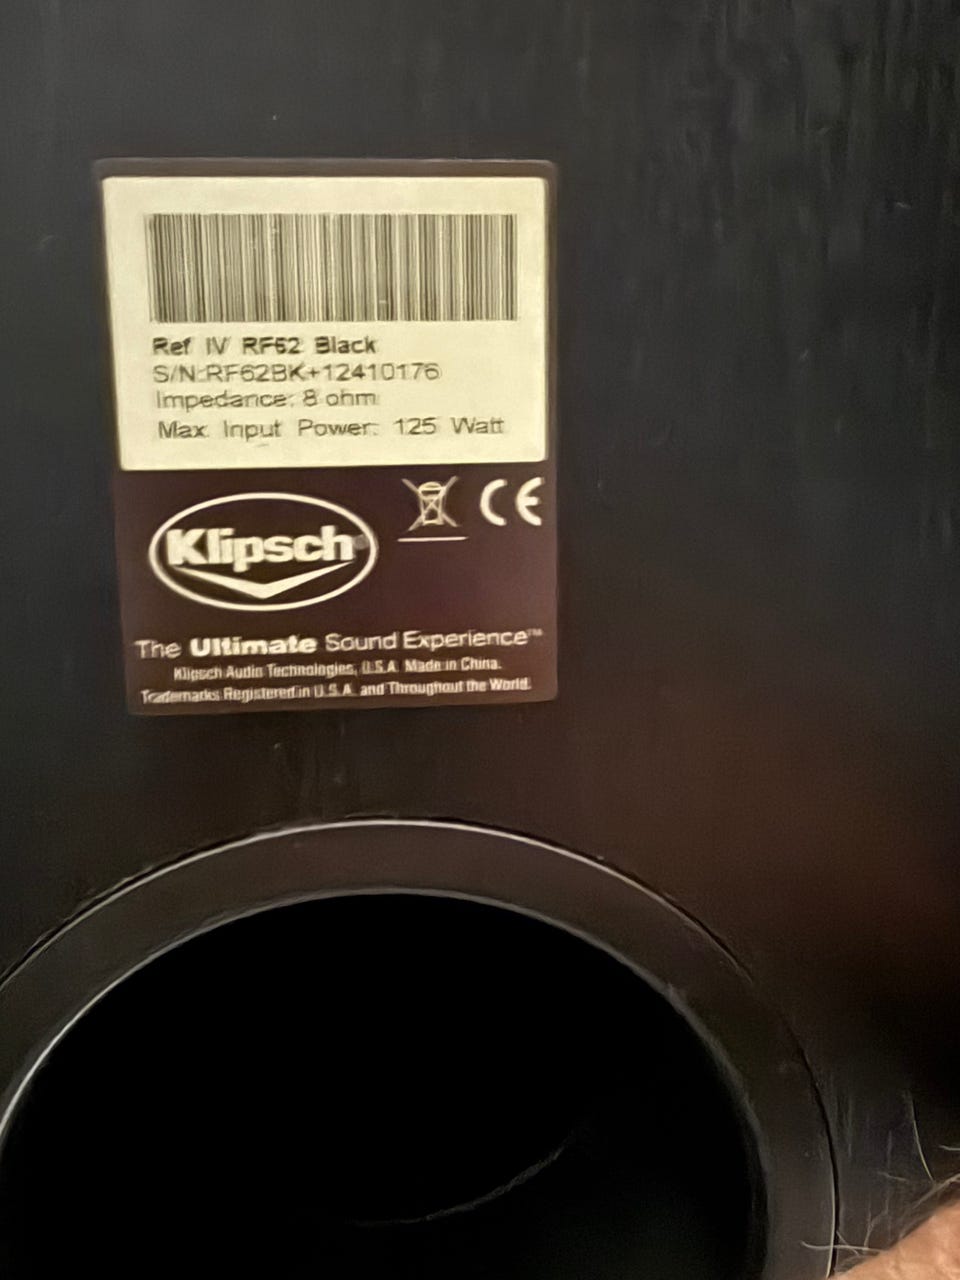 Ref IV RF62 Black
S/N:RF62BK+12410176
Impedance: 8 ohm
Max. Input Power: 125 Watt
CE
Klipsch
The Ultimate Sound Experience™
Klipsch Audio Technologies, U.S.A. Made in China.
Trademarks Registered in U.S.A. and Throughout the World.